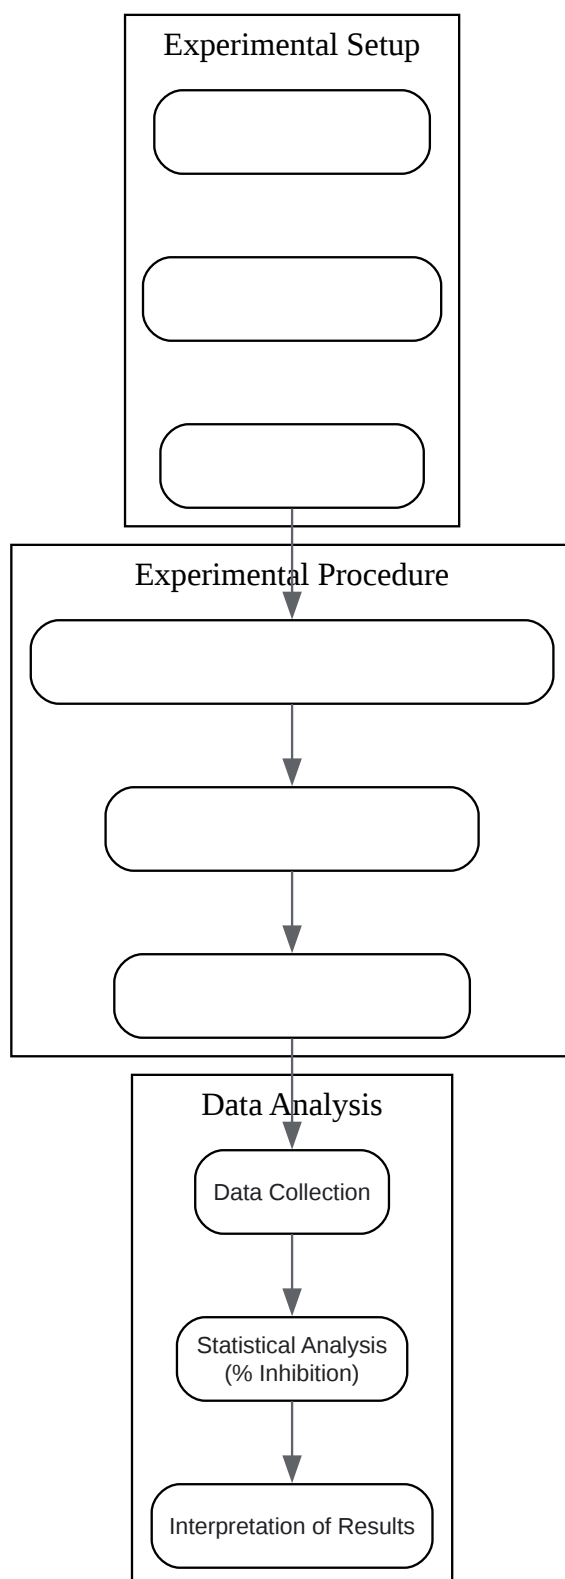 Experimental Setup
Experimental Procedure
Data Analysis
Data Collection
Statistical Analysis
(% Inhibition)
Interpretation of Results